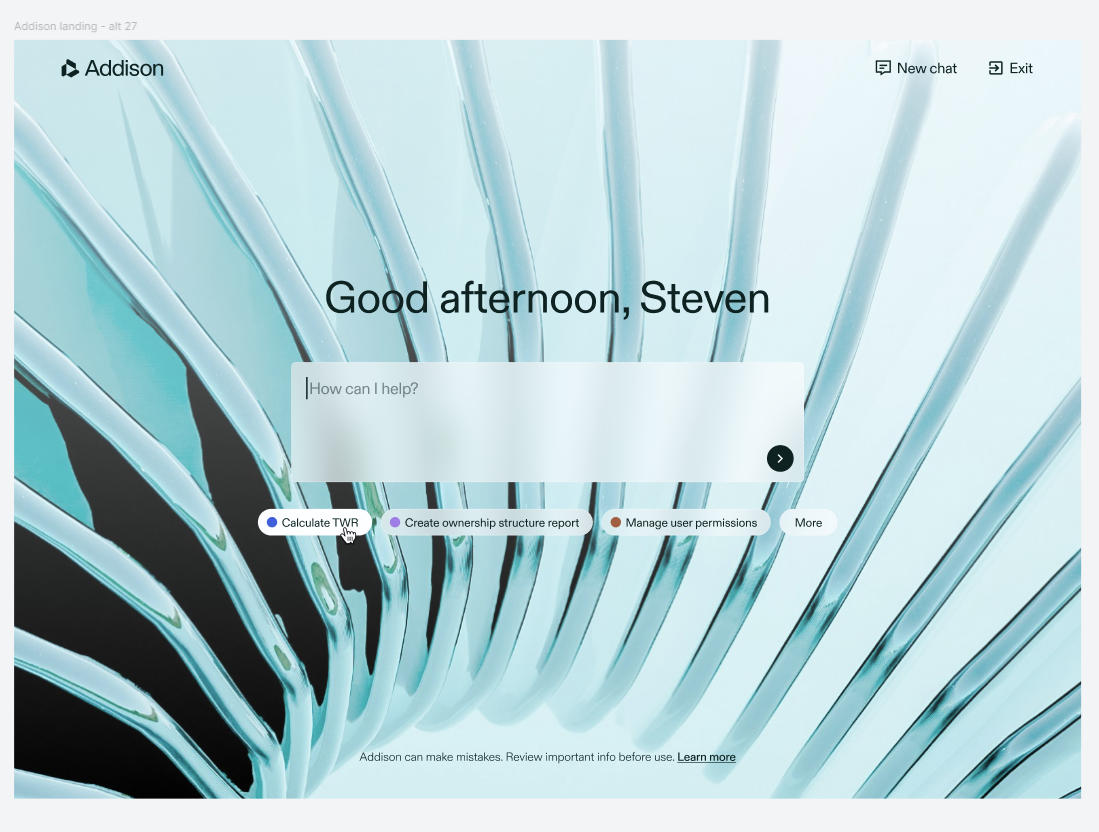 Addison landing - alt 27
Addison
New chat
Exit
Good afternoon, Steven
How can I help?
Calculate TWR
Create ownership structure report
Manage user permissions
More
Addison can make mistakes. Review important info before use. Learn more